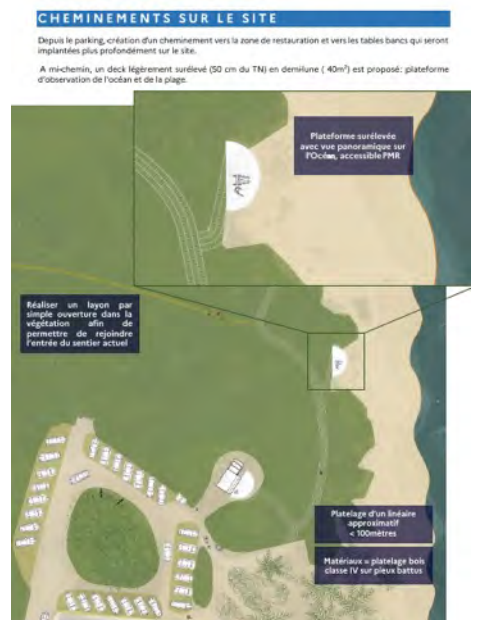 CHEMINEMENTS SUR LE SITE
Depuis le parking, création d'un cheminement vers la zone de restauration et vers les tables bancs qui seront
implantées plus profondément sur le site.
A mi-chemin, un deck légèrement surélevé (50 cm du TN) en demi-lune ( 40m²) est proposé: plateforme
d'observation de l'océan et de la plage.
Plateforme surélevée
avec vue panoramique sur
l'Océan, accessible PMR
Réaliser un layon par
simple ouverture dans la
végétation afin de
permettre de rejoindre
l'entrée du sentier actuel
Platelage d'un linéaire
approximatif
< 100mètres
Matériaux = platelage bois
classe IV sur pieux battus